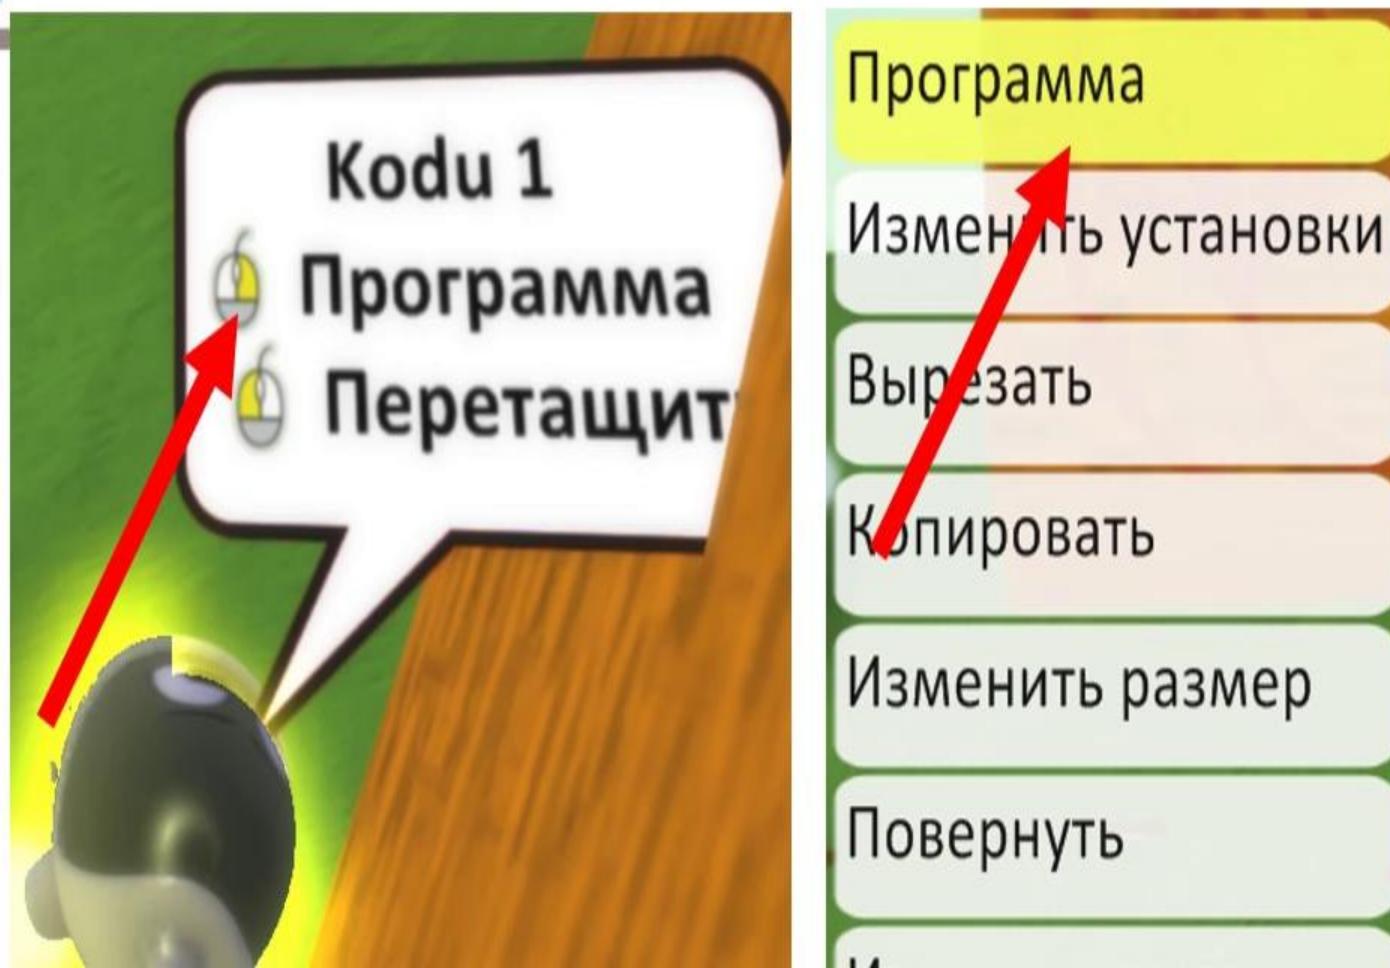 Kodu 1
Программа
Перетащит
Программа
Изменить установки
Вырезать
Копировать
Изменить размер
Повернуть